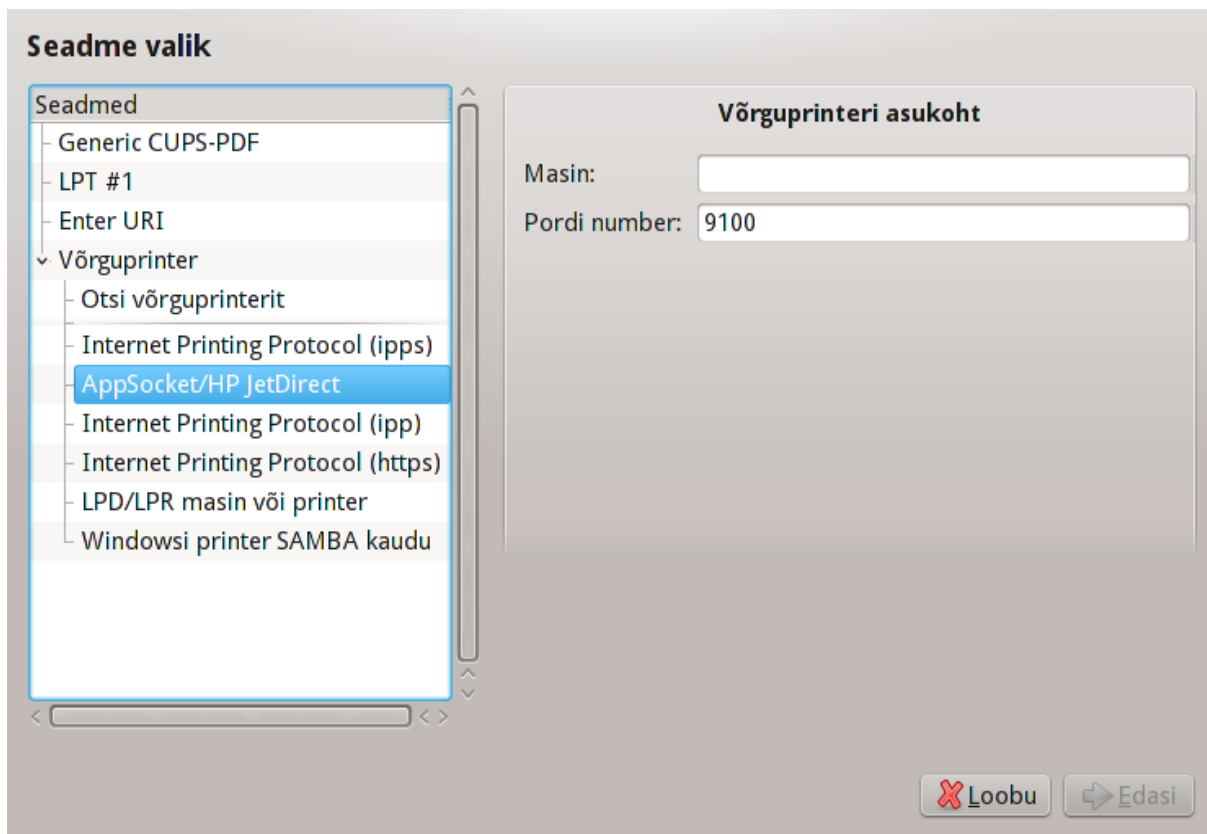 Seadme valik
Seadmed
Generic CUPS-PDF
LPT #1
Enter URI
Võrguprinter
Otsi võrguprinterit
Internet Printing Protocol (ipps)
AppSocket/HP JetDirect
Internet Printing Protocol (ipp)
Internet Printing Protocol (https)
LPD/LPR masin või printer
Windowsi printer SAMBA kaudu
Võrguprinteri asukoht
Masin:
Pordi number: 9100
Loobu
Edasi